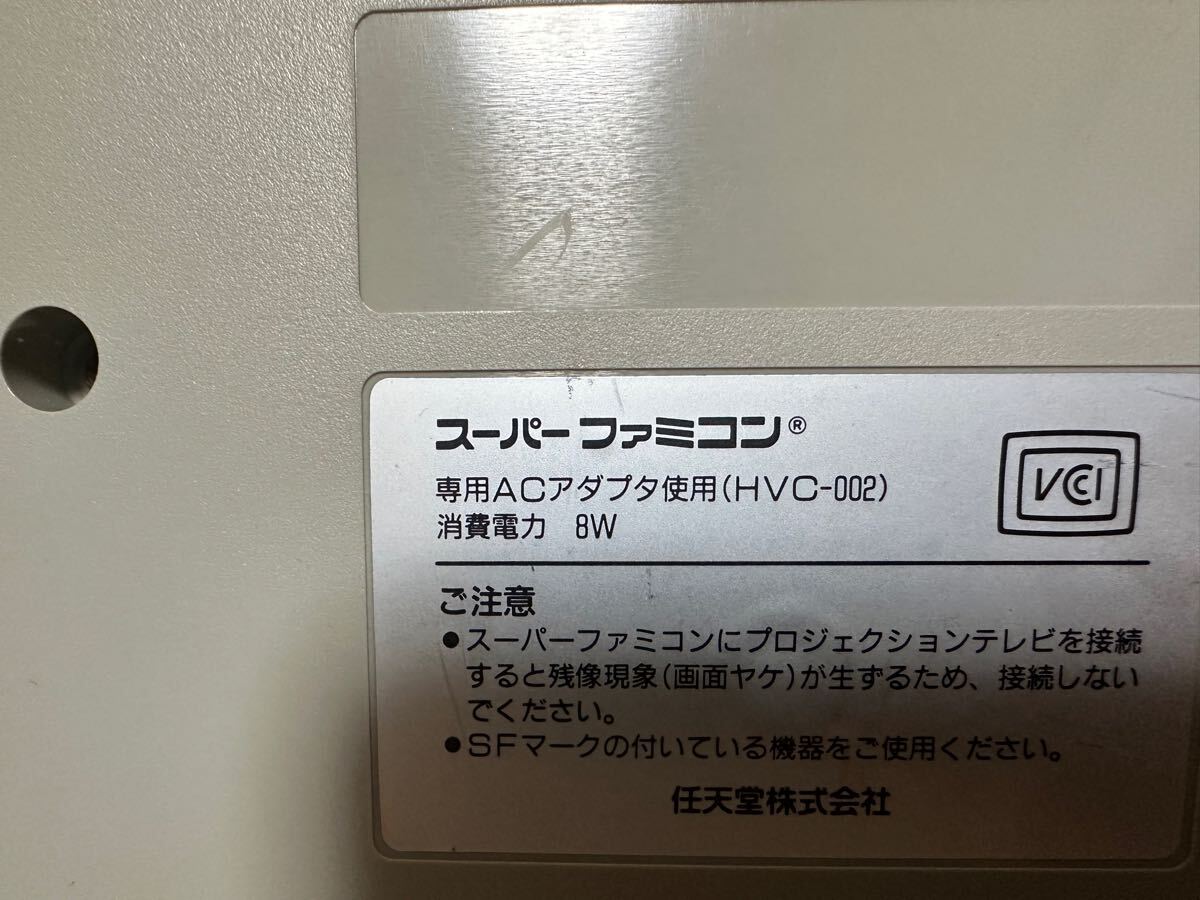 スーパーファミコン®
専用ACアダプタ使用(HVC-002)
消費電力 8W
VCCI
ご注意
●スーパーファミコンにプロジェクションテレビを接続
すると残像現象(画面ヤケ)が生ずるため、接続しない
でください。
●SFマークの付いている機器をご使用ください。
任天堂株式会社